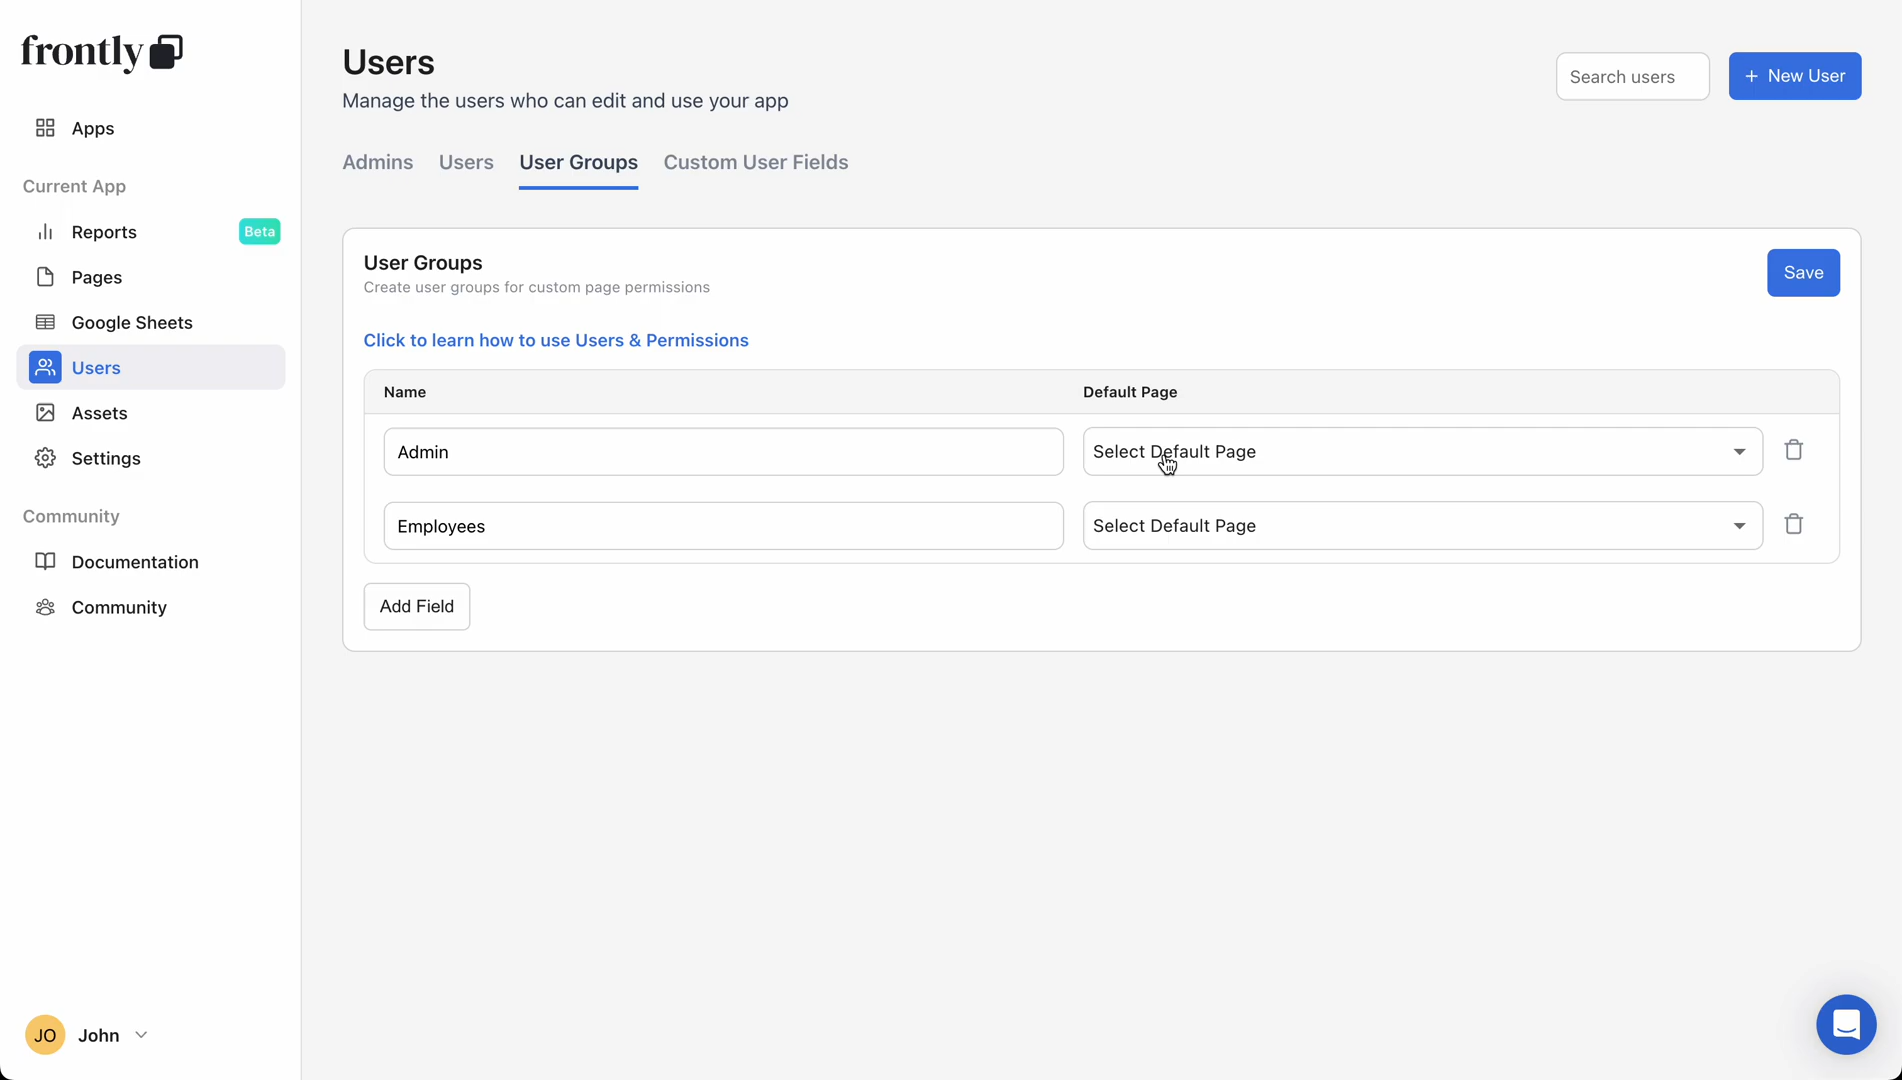 frontly
Apps
Current App
Reports
Beta
Pages
Google Sheets
Users
Assets
Settings
Community
Documentation
Community
JO
John
Users
Manage the users who can edit and use your app
Search users
+ New User
Admins
Users
User Groups
Custom User Fields
User Groups
Create user groups for custom page permissions
Save
Click to learn how to use Users & Permissions
Name
Default Page
Admin
Select Default Page
Employees
Select Default Page
Add Field